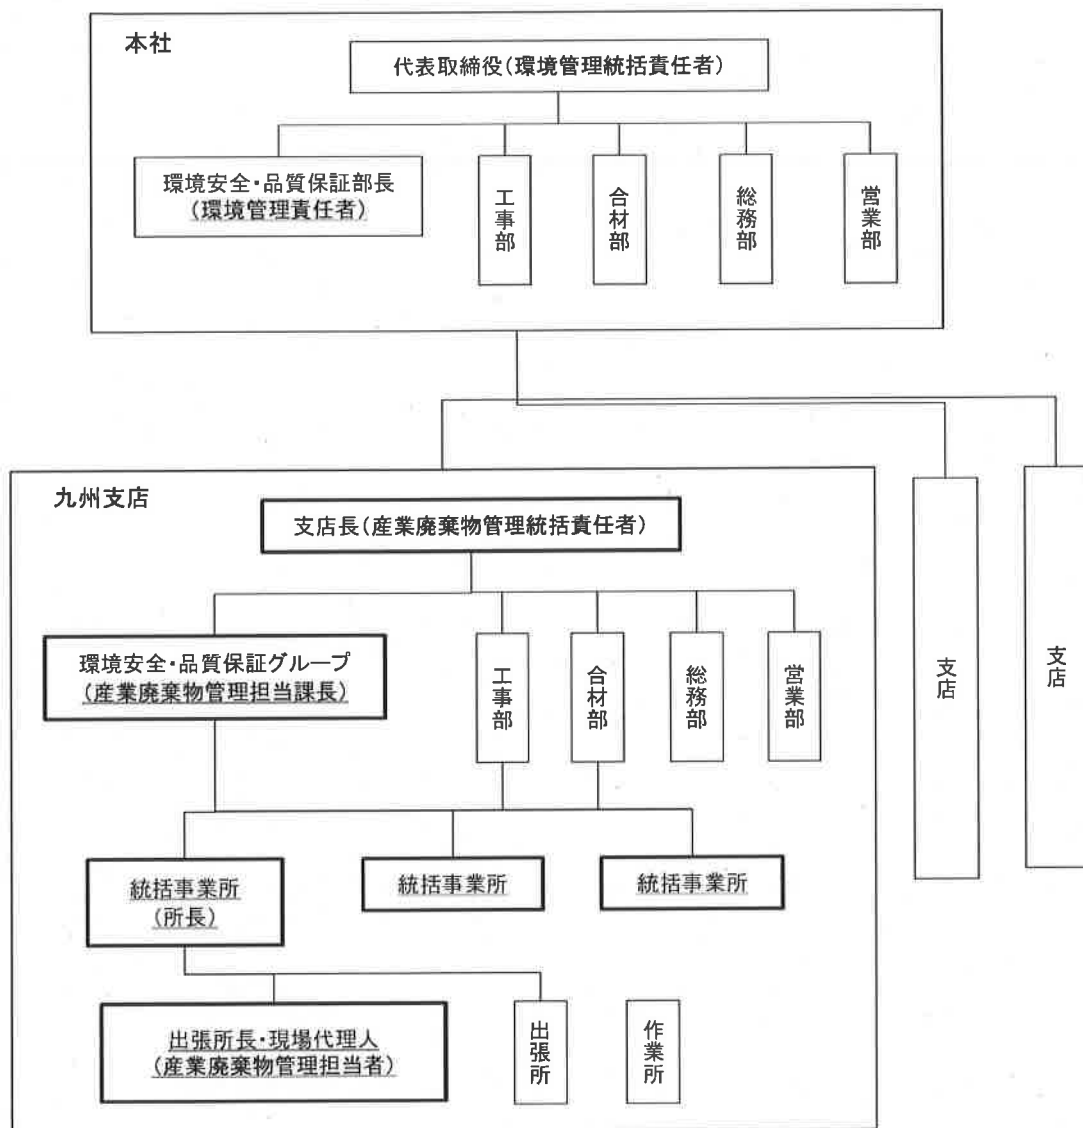 本社
代表取締役(環境管理統括責任者)
環境安全・品質保証部長
(環境管理責任者)
工事部
合材部
総務部
営業部
九州支店
支店長(産業廃棄物管理統括責任者)
環境安全・品質保証グループ
(産業廃棄物管理担当課長)
工事部
合材部
総務部
営業部
支店
支店
統括事業所
(所長)
統括事業所
統括事業所
出張所長・現場代理人
(産業廃棄物管理担当者)
出張所
作業所